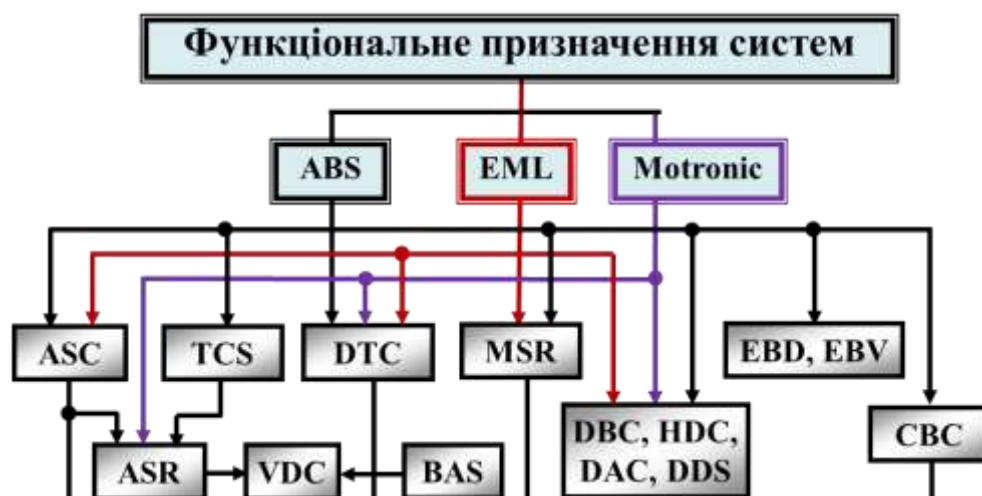 Функціональне призначення систем
ABS
EML
Motronic
ASC
TCS
DTC
MSR
EBD, EBV
DBC, HDC,
DAC, DDS
CBC
ASR
VDC
BAS